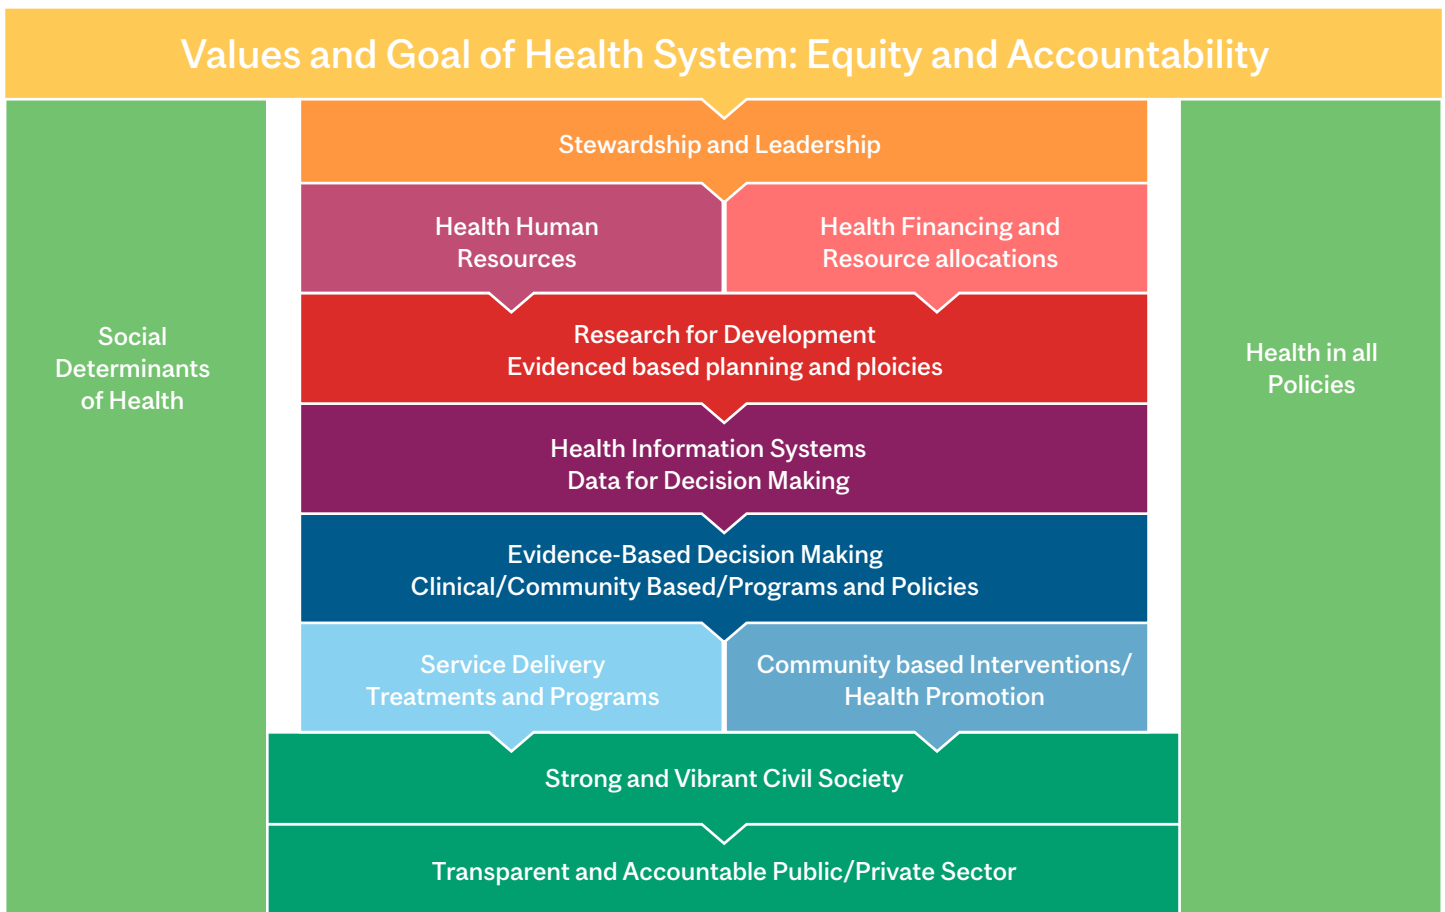 Values and Goal of Health System: Equity and Accountability
Stewardship and Leadership
Health Human
Resources
Health Financing and
Resource allocations
Social
Determinants
of Health
Research for Development
Evidenced based planning and ploicies
Health in all
Policies
Health Information Systems
Data for Decision Making
Evidence-Based Decision Making
Clinical/Community Based/Programs and Policies
Service Delivery
Treatments and Programs
Community based Interventions/
Health Promotion
Strong and Vibrant Civil Society
Transparent and Accountable Public/Private Sector